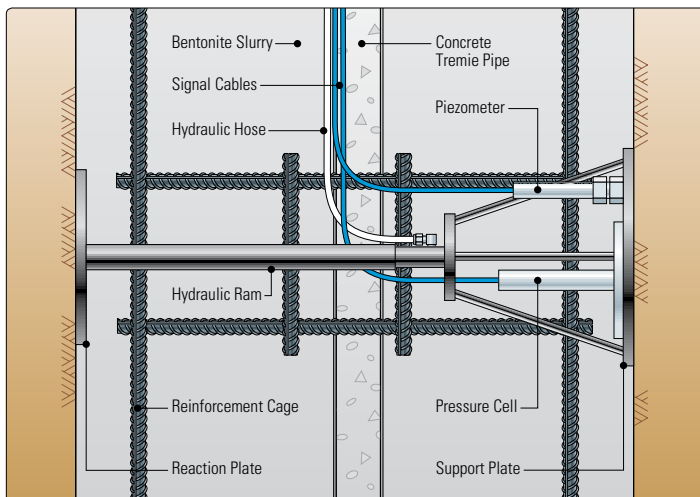 Bentonite Slurry
Signal Cables
Hydraulic Hose
Concrete
Tremie Pipe
Piezometer
Hydraulic Ram
Reinforcement Cage
Reaction Plate
Pressure Cell
Support Plate